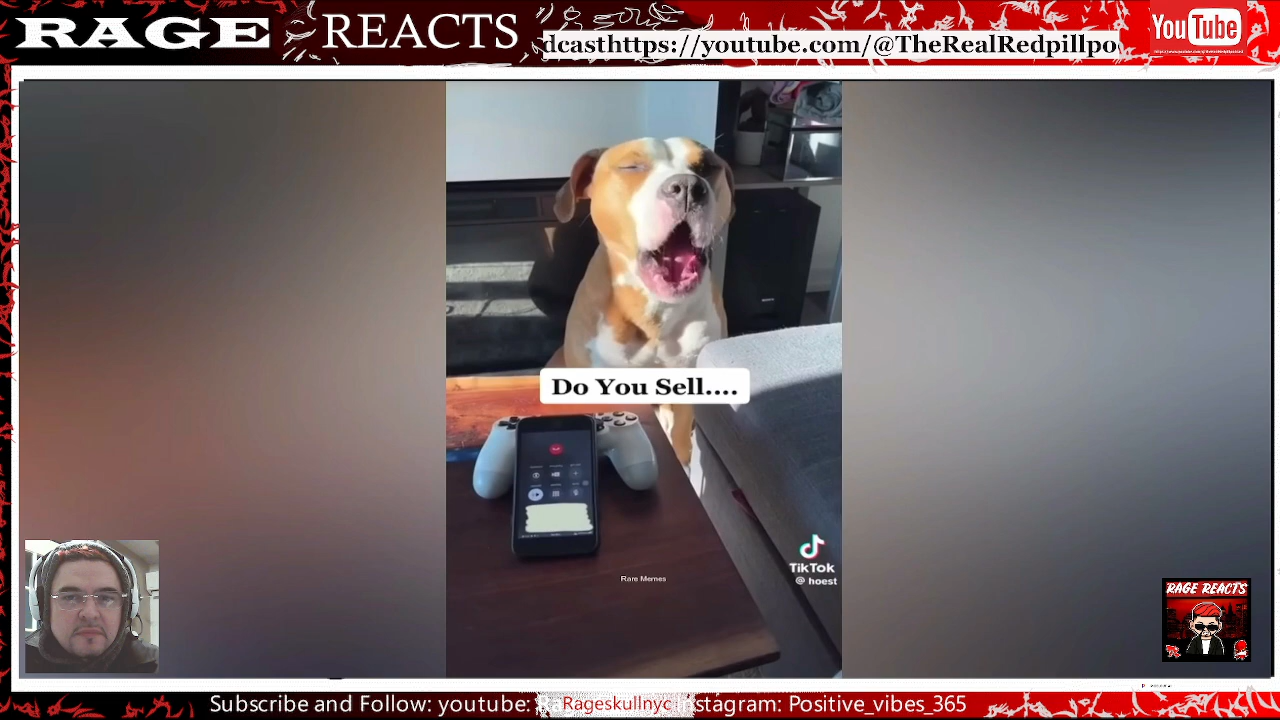 RAGE REACTS
dcasthttps://youtube.com/@TheRealRedpillpo
YouTube
Do You Sell....
Rare Memes
TikTok
@ hoest
RAGE REACTS
Subscribe and Follow: youtube: Rageskullnyc Instagram: Positive_vibes_365